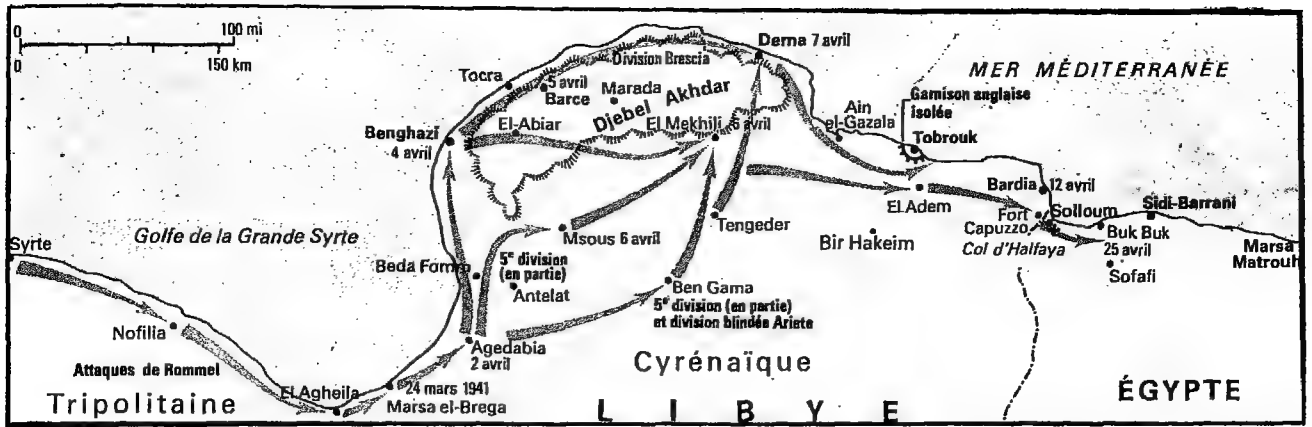 0 100 mi
0 150 km
Derna 7 avril
Division Brescia
MER MÉDITERRANÉE
Tocra
5 avril
Barce
Marada
Djebel Akhdar
Garnison anglaise
isolée
Ain
el-Gazala
Tobrouk
El-Abiar
El Mekhili 6 avril
Benghazi
4 avril
Bardia 12 avril
El Adem
Fort
Capuzzo
Solloum
Sidi-Barrani
Col d'Halfaya
Buk Buk
25 avril
Sofafi
Marsa
Matrouh
Tengeder
Bir Hakeim
Syrte
Golfe de la Grande Syrte
Msous 6 avril
Beda Fomm
5e division
(en partie)
Antelat
Ben Gama
5e division (en partie)
et division blindée Ariete
Nofilia
Agedabia
2 avril
Cyrénaïque
Attaques de Rommel
El Agheila
24 mars 1941
Marsa el-Brega
Tripolitaine
LIBYE
ÉGYPTE